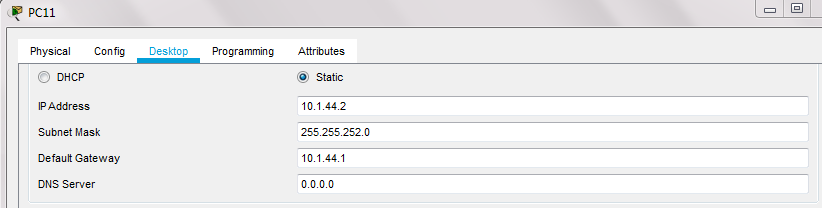 PC11
Physical Config Desktop Programming Attributes
DHCP Static
IP Address 10.1.44.2
Subnet Mask 255.255.252.0
Default Gateway 10.1.44.1
DNS Server 0.0.0.0